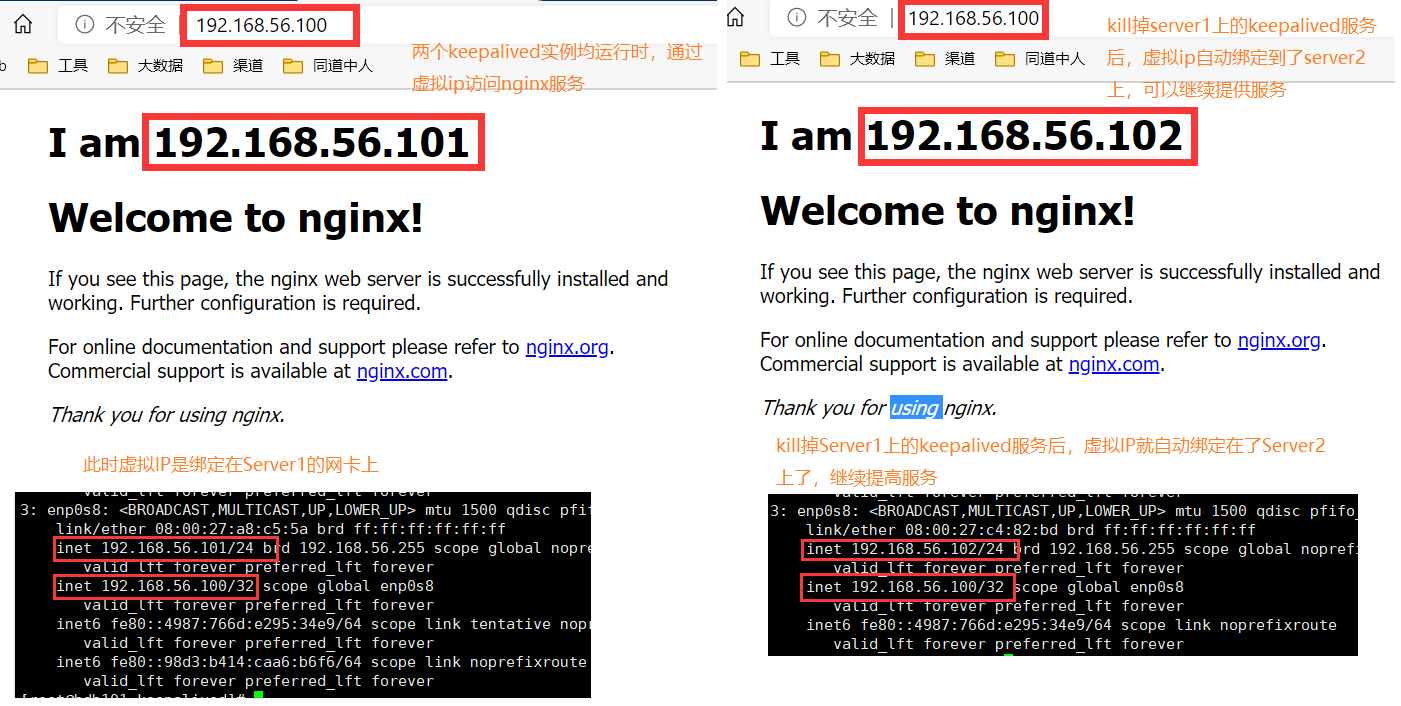 不安全
192.168.56.100
两个keepalived实例均运行时，通过
虚拟ip访问nginx服务
工具 大数据 渠道 同道中人
I am 192.168.56.101
Welcome to nginx!
If you see this page, the nginx web server is successfully installed and
working. Further configuration is required.
For online documentation and support please refer to nginx.org.
Commercial support is available at nginx.com.
Thank you for using nginx.
此时虚拟IP是绑定在Server1的网卡上
valid_lft forever preferred_lft forever
3: enp0s8: <BROADCAST,MULTICAST,UP,LOWER_UP> mtu 1500 qdisc pfif
link/ether 08:00:27:a8:c5:5a brd ff:ff:ff:ff:ff:ff
inet 192.168.56.101/24 brd 192.168.56.255 scope global nopre
valid_lft forever preferred_lft forever
inet 192.168.56.100/32 scope global enp0s8
valid_lft forever preferred_lft forever
inet6 fe80::4987:766d:e295:34e9/64 scope link tentative nopr
valid_lft forever preferred_lft forever
inet6 fe80::98d3:b414:caa6:b6f6/64 scope link noprefixroute
valid_lft forever preferred_lft forever
不安全
192.168.56.100
kill掉server1上的keepalived服务
后，虚拟ip自动绑定到了server2
上，可以继续提供服务
工具 大数据 渠道 同道中人
I am 192.168.56.102
Welcome to nginx!
If you see this page, the nginx web server is successfully installed and
working. Further configuration is required.
For online documentation and support please refer to nginx.org.
Commercial support is available at nginx.com.
Thank you for using nginx.
kill掉Server1上的keepalived服务后，虚拟IP就自动绑定在了Server2
上了，继续提高服务
valid_lft forever preferred_lft forever
3: enp0s8: <BROADCAST,MULTICAST,UP,LOWER_UP> mtu 1500 qdisc pfifo_
link/ether 08:00:27:c4:82:bd brd ff:ff:ff:ff:ff:ff
inet 192.168.56.102/24 brd 192.168.56.255 scope global noprefi
valid_lft forever preferred_lft forever
inet 192.168.56.100/32 scope global enp0s8
valid_lft forever preferred_lft forever
inet6 fe80::4987:766d:e295:34e9/64 scope link noprefixroute
valid_lft forever preferred_lft forever